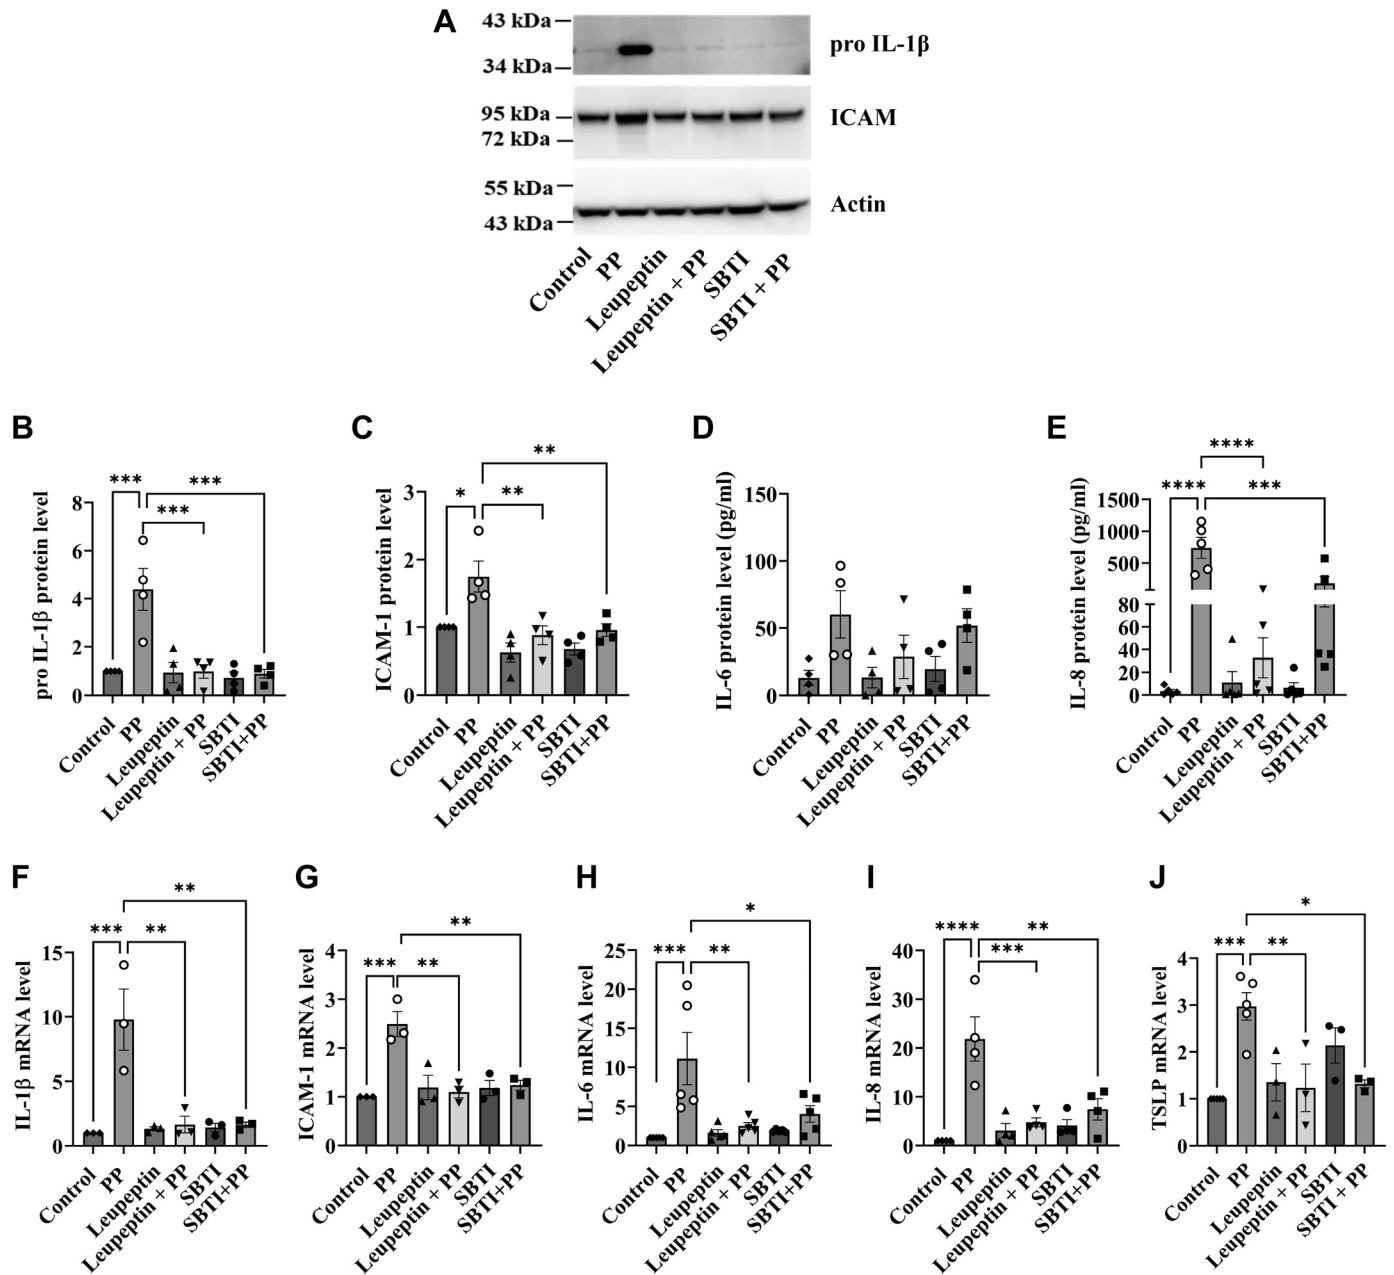 A
43 kDa
34 kDa
pro IL-1β
95 kDa
72 kDa
ICAM
55 kDa
43 kDa
Actin
Control
PP
Leupeptin
Leupeptin + PP
SBTI
SBTI + PP
B
pro IL-1β protein level
8
6
4
2
0
***
***
***
Control
PP
Leupeptin
Leupeptin + PP
SBTI
SBTI+PP
C
ICAM-1 protein level
3
2
1
0
*
**
**
Control
PP
Leupeptin
Leupeptin + PP
SBTI
SBTI+PP
D
IL-6 protein level (pg/ml)
150
100
50
0
Control
PP
Leupeptin
Leupeptin + PP
SBTI
SBTI+PP
E
IL-8 protein level (pg/ml)
1500
1000
500
80
60
40
20
0
****
****
***
Control
PP
Leupeptin
Leupeptin + PP
SBTI
SBTI+PP
F
IL-1β mRNA level
15
10
5
0
**
***
**
Control
PP
Leupeptin
Leupeptin + PP
SBTI
SBTI+PP
G
ICAM-1 mRNA level
4
3
2
1
0
**
***
**
Control
PP
Leupeptin
Leupeptin + PP
SBTI
SBTI+PP
H
IL-6 mRNA level
25
20
15
10
5
0
*
***
**
Control
PP
Leupeptin
Leupeptin + PP
SBTI
SBTI+PP
I
IL-8 mRNA level
40
30
20
10
0
****
**
***
Control
PP
Leupeptin
Leupeptin + PP
SBTI
SBTI+PP
J
TSLP mRNA level
4
3
2
1
0
*
***
**
Control
PP
Leupeptin
Leupeptin + PP
SBTI
SBTI + PP